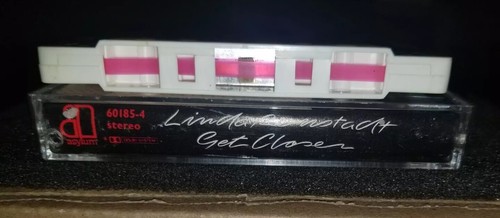 60185-4
stereo
Linda Ronstadt
Get Closer